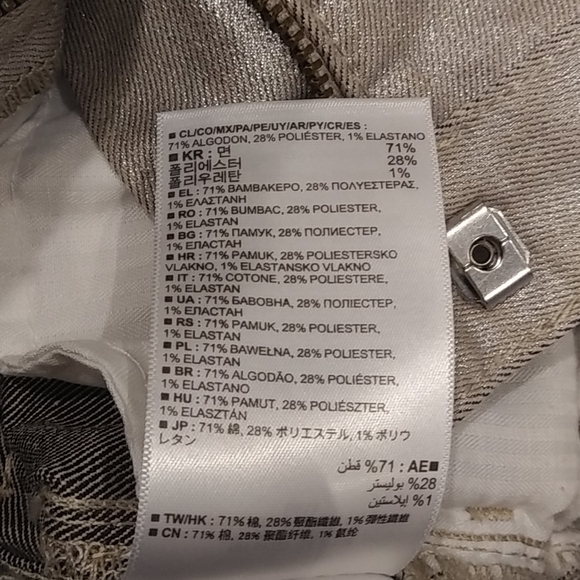 ■ CL/CO/MX/PA/PE/UY/AR/PY/CR/ES :
71% ALGODON, 28% POLIÉSTER, 1% ELASTANO
■ KR : 면 71%
폴리에스터 28%
폴리우레탄 1%
■ EL : 71% ΒΑΜΒΑΚΕΡΟ, 28% ΠΟΛΥΕΣΤΕΡΑΣ,
1% ΕΛΑΣΤΑΝΗ
■ RO : 71% BUMBAC, 28% POLIESTER,
1% ELASTAN
■ BG : 71% ПАМУК, 28% ПОЛИЕСТЕР,
1% ЕЛАСТАН
■ HR : 71% PAMUK, 28% POLIESTERSKO
VLAKNO, 1% ELASTANSKO VLAKNO
■ IT : 71% COTONE, 28% POLIESTERE,
1% ELASTAN
■ UA : 71% БАВОВНА, 28% ПОЛІЕСТЕР,
1% ЕЛАСТАН
■ RS : 71% PAMUK, 28% POLIESTER,
1% ELASTAN
■ PL : 71% BAWEŁNA, 28% POLIESTER,
1% ELASTAN
■ BR : 71% ALGODÃO, 28% POLIÉSTER,
1% ELASTANO
■ HU : 71% PAMUT, 28% POLIÉSZTER,
1% ELASZTÁN
■ JP : 71% 綿, 28% ポリエステル, 1% ポリウ
レタン
■AE : 71% قطن
28% بوليستر
1% ايلاستين
■ TW/HK : 71% 棉, 28% 聚酯纖維, 1% 彈性纖維
■ CN : 71% 棉, 28% 聚酯纤维, 1% 氨纶